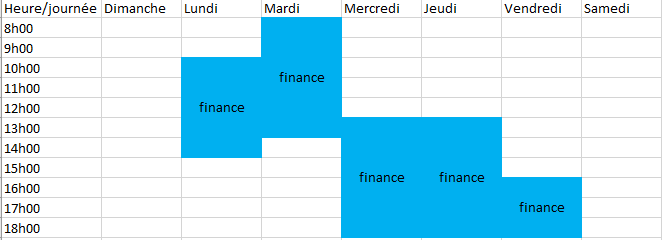 Heure/journée Dimanche Lundi Mardi Mercredi Jeudi Vendredi Samedi
8h00
9h00
10h00
11h00 finance
12h00 finance
13h00
14h00
15h00
16h00 finance finance
17h00 finance
18h00